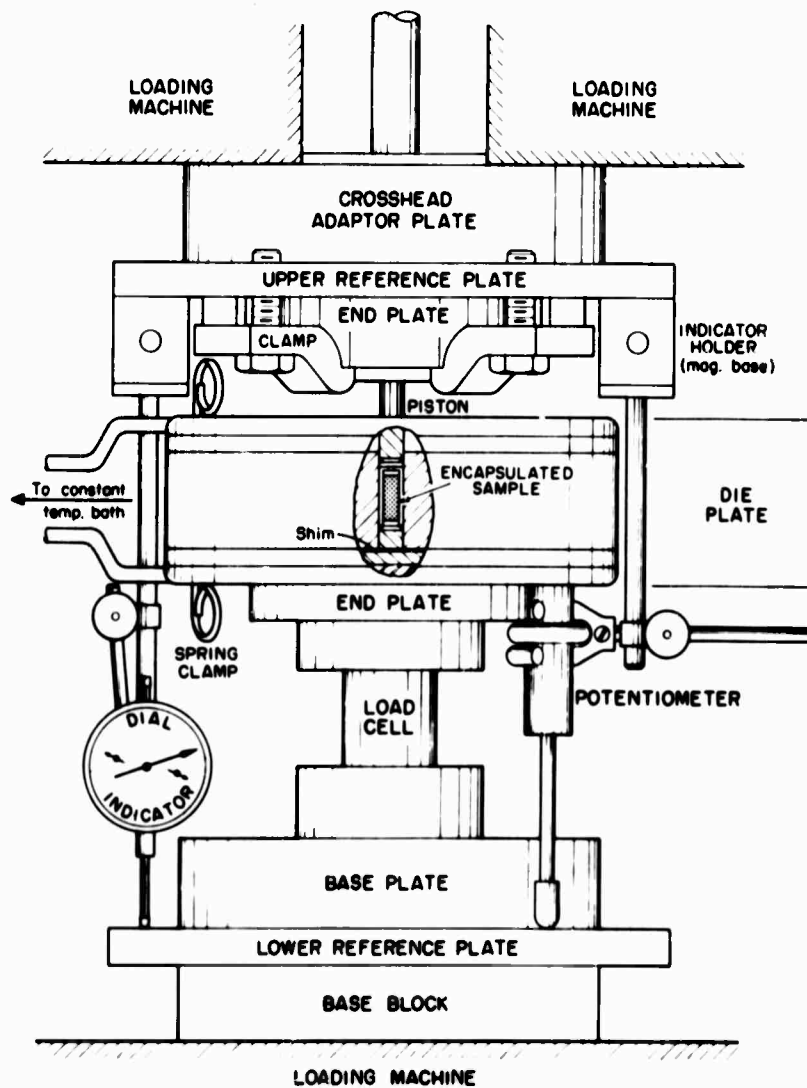 LOADING
MACHINE
LOADING
MACHINE
CROSSHEAD
ADAPTOR PLATE
UPPER REFERENCE PLATE
END PLATE
CLAMP
INDICATOR
HOLDER
(mag. base)
PISTON
ENCAPSULATED
SAMPLE
To constant
temp. bath
Shim
DIE
PLATE
END PLATE
SPRING
CLAMP
LOAD
CELL
POTENTIOMETER
DIAL
INDICATOR
BASE PLATE
LOWER REFERENCE PLATE
BASE BLOCK
LOADING MACHINE